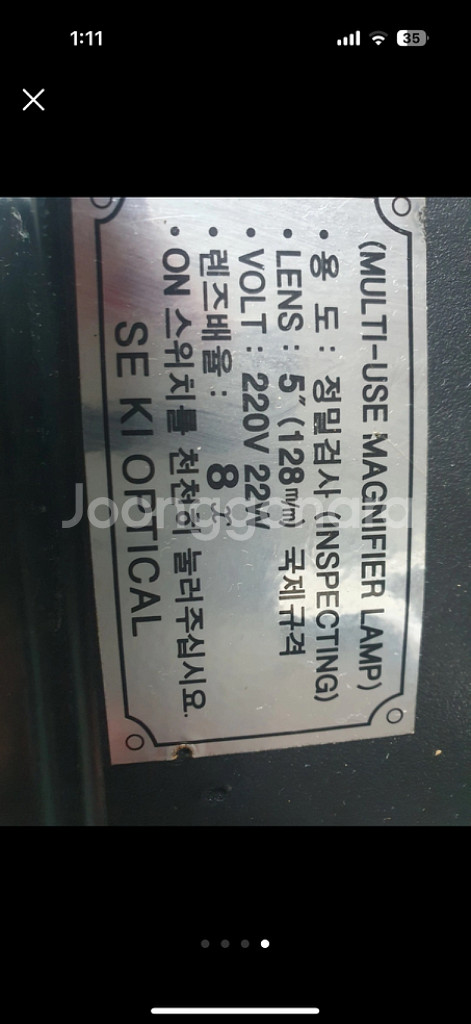 1:11
35
(MULTI-USE MAGNIFIER LAMP)
• 용 도 : 정밀검사 (INSPECTING)
• LENS : 5″ (128m/m) 국제규격
• VOLT : 220V 22W
• 렌즈배율 : 8X
• ON 스위치를 천천히 눌러주십시요.
SE KI OPTICAL
Joonggonara